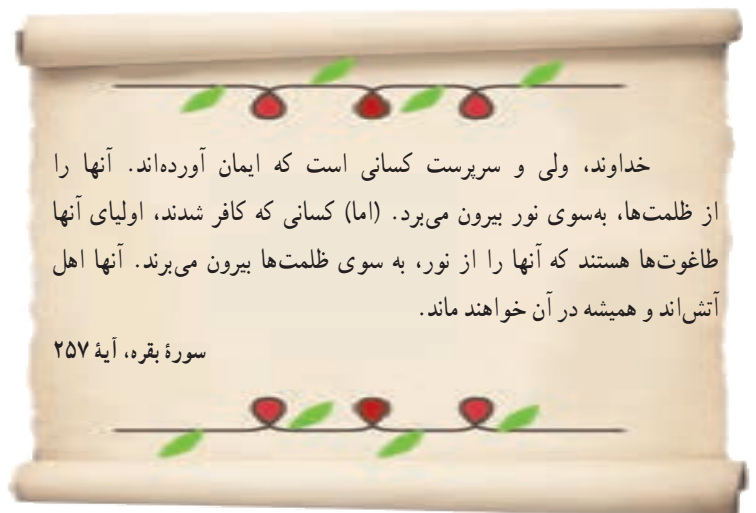 خداوند، ولی و سرپرست کسانی است که ایمان آورده‌اند. آنها را
از ظلمت‌ها، به‌سوی نور بیرون می‌برد. (اما) کسانی که کافر شدند، اولیای آنها
طاغوت‌ها هستند که آنها را از نور، به سوی ظلمت‌ها بیرون می‌برند. آنها اهل
آتش‌اند و همیشه در آن خواهند ماند.
سورهٔ بقره، آیهٔ ۲۵۷